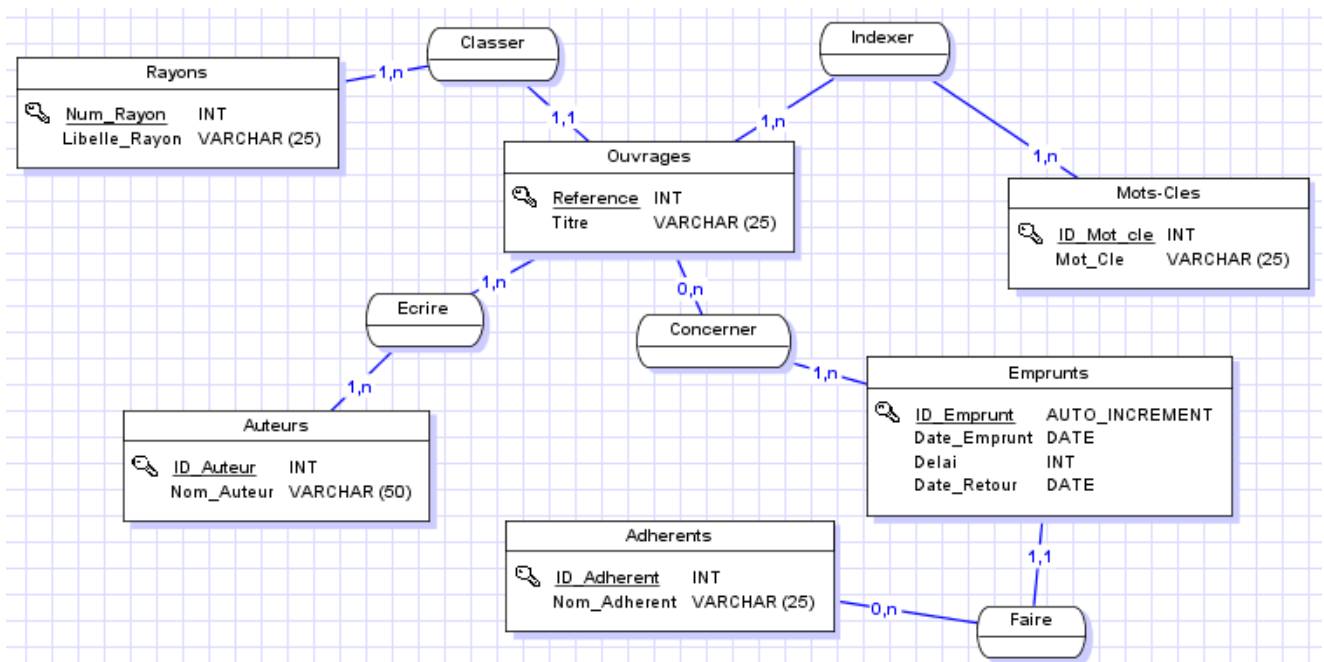 Classer
Indexer
Rayons
Num_Rayon INT
Libelle_Rayon VARCHAR (25)
1,n
1,1
1,n
1,n
Ouvrages
Reference INT
Titre VARCHAR (25)
Mots-Cles
ID_Mot_cle INT
Mot_Cle VARCHAR (25)
1,n
0,n
Ecrire
Concerner
1,n
1,n
Emprunts
ID_Emprunt AUTO_INCREMENT
Date_Emprunt DATE
Delai INT
Date_Retour DATE
Auteurs
ID_Auteur INT
Nom_Auteur VARCHAR (50)
Adherents
ID_Adherent INT
Nom_Adherent VARCHAR (25)
1,1
0,n
Faire